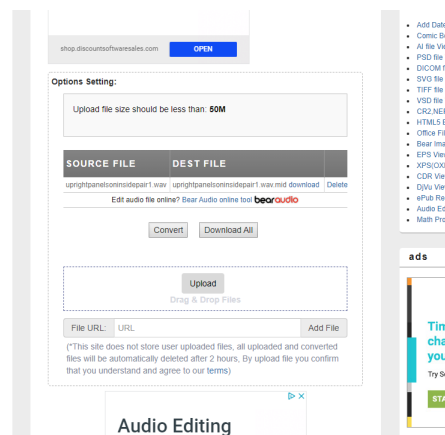 shop.discountsoftwaresales.com
OPEN
Options Setting:
Upload file size should be less than: 50M
SOURCE FILE DEST FILE
uprightpanelsoninsidepair1.wav uprightpanelsoninsidepair1.wav.mid download Delete
Edit audio file online? Bear Audio online tool bearaudio
Convert Download All
Upload
Drag & Drop Files
File URL: URL Add File
(*This site does not store user uploaded files, all uploaded and converted
files will be automatically deleted after 2 hours, By upload file you confirm
that you understand and agree to our terms)
Audio Editing
Add Date
Comic B
AI file Vi
PSD file
DICOM f
SVG file
TIFF file
VSD file
CR2,NE
HTML5 E
Office Fi
Bear Ima
EPS View
XPS(OX
CDR Vie
DjVu Vie
ePub Re
Audio Ed
Math Pro
ads
Tim
cha
you
Try S
STA